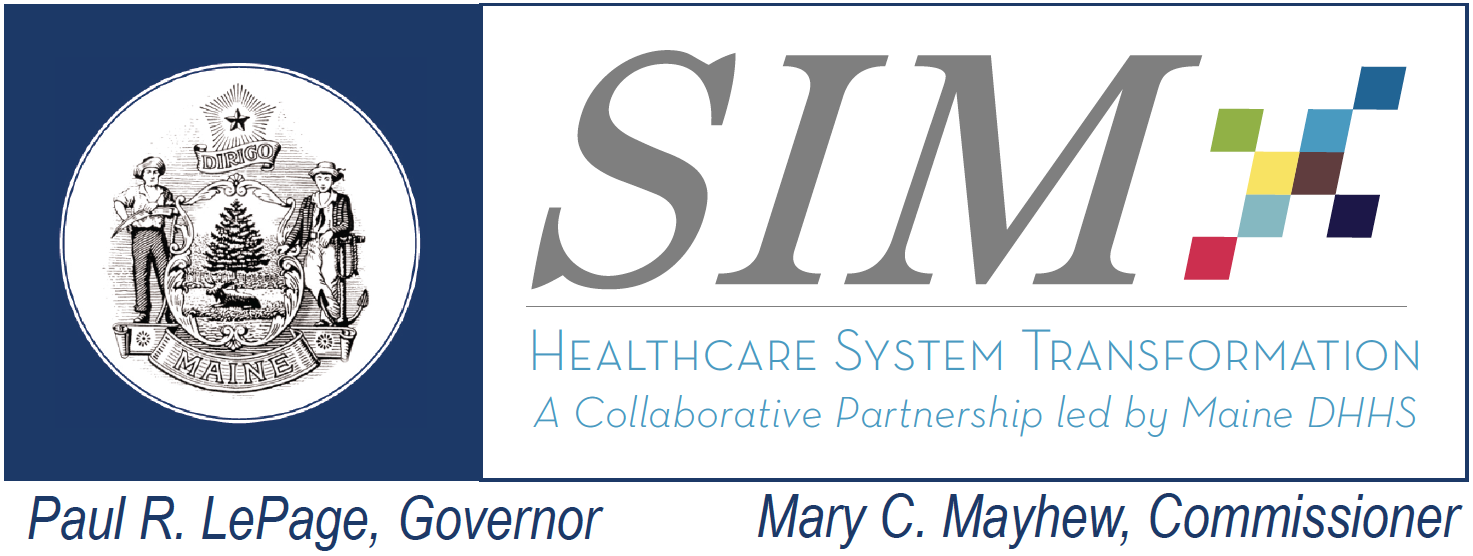 DIRIGO
MAINE
SIM
HEALTHCARE SYSTEM TRANSFORMATION
A Collaborative Partnership led by Maine DHHS
Paul R. LePage, Governor
Mary C. Mayhew, Commissioner